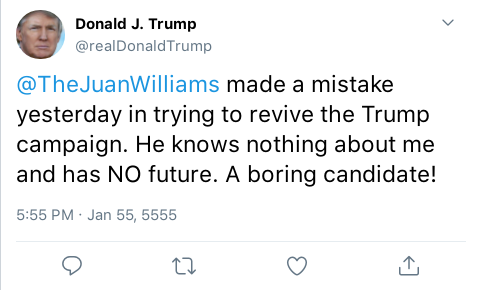 Donald J. Trump
@realDonaldTrump
@TheJuanWilliams made a mistake
yesterday in trying to revive the Trump
campaign. He knows nothing about me
and has NO future. A boring candidate!
5:55 PM · Jan 55, 5555